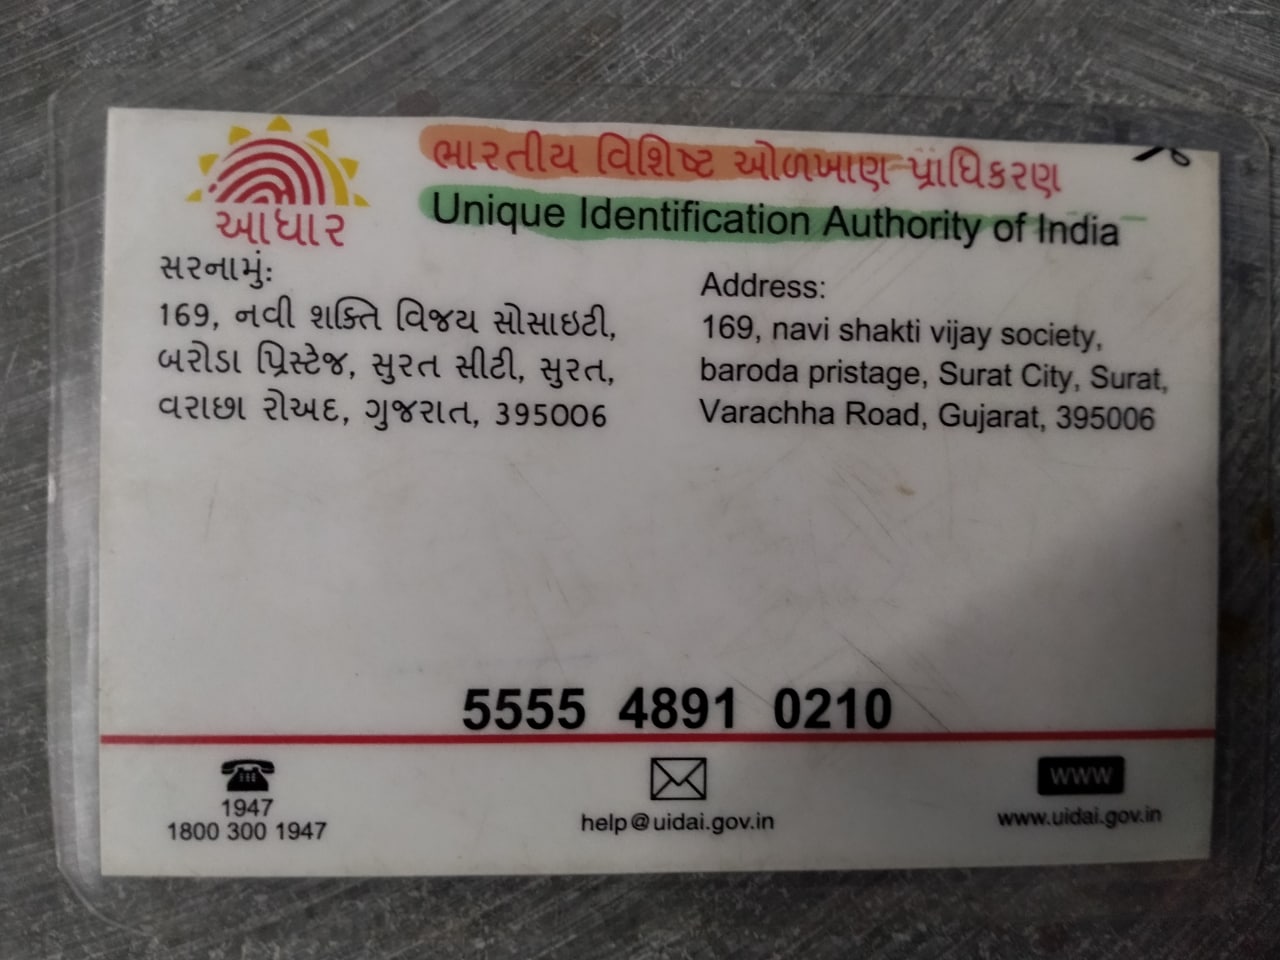 ભારતીય વિશિષ્ટ ઓળખાણ પ્રાધિકરણ
Unique Identification Authority of India
આધાર
સરનામું:
169, નવી શક્તિ વિજય સોસાઇટી,
બરોડા પ્રિસ્ટેજ, સુરત સીટી, સુરત,
વરાછા રોઅદ, ગુજરાત, 395006
Address:
169, navi shakti vijay society,
baroda pristage, Surat City, Surat,
Varachha Road, Gujarat, 395006
5555 4891 0210
1947
1800 300 1947
help@uidai.gov.in
WWW
www.uidai.gov.in